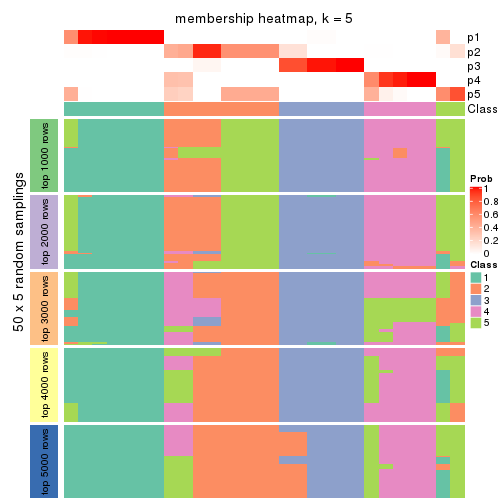 membership heatmap, k = 5
p1
p2
p3
p4
p5
Class
50 x 5 random samplings
top 1000 rows
top 2000 rows
top 3000 rows
top 4000 rows
top 5000 rows
Prob
1
0.8
0.6
0.4
0.2
0
Class
1
2
3
4
5